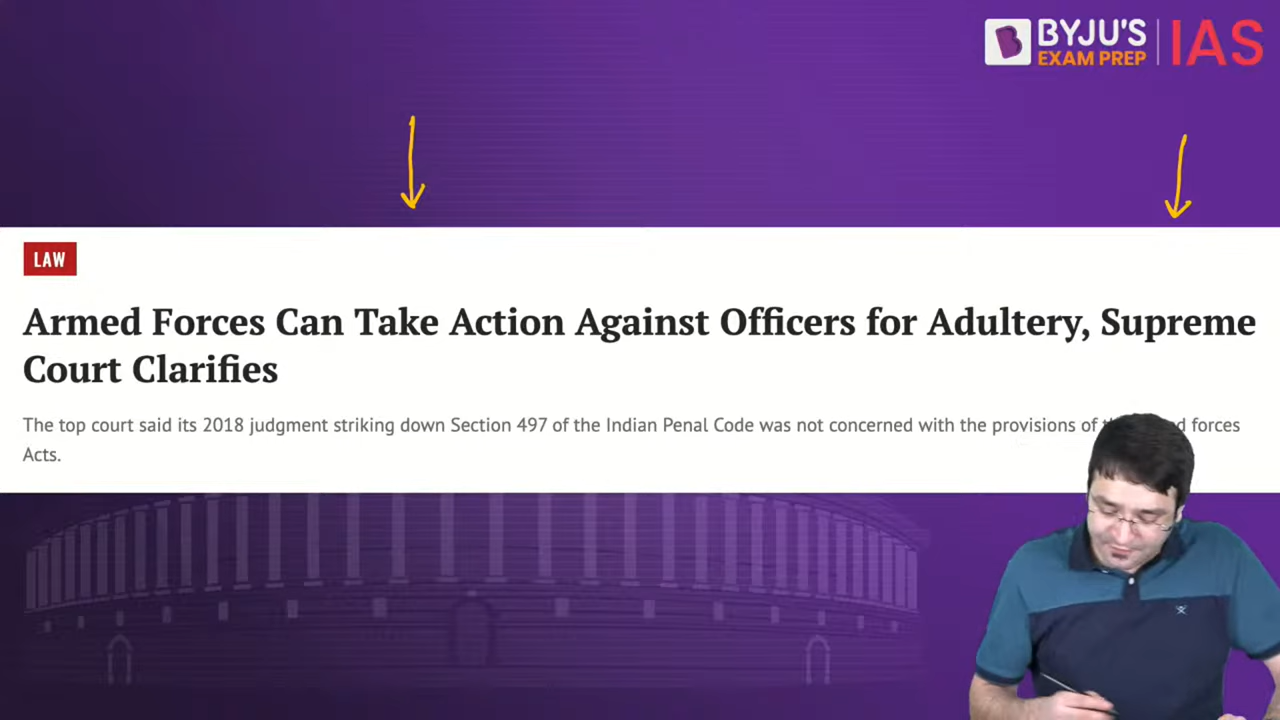 BYJU'S
EXAM PREP
IAS
LAW
Armed Forces Can Take Action Against Officers for Adultery, Supreme
Court Clarifies
The top court said its 2018 judgment striking down Section 497 of the Indian Penal Code was not concerned with the provisions of forces
Acts.